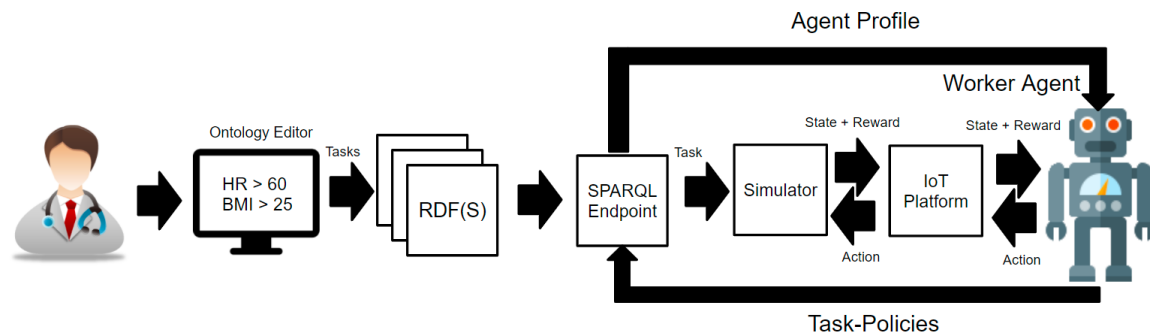 Agent Profile
Worker Agent
Ontology Editor
HR > 60
BMI > 25
Tasks
RDF(S)
SPARQL
Endpoint
Task
Simulator
State + Reward
Action
IoT
Platform
State + Reward
Action
Task-Policies